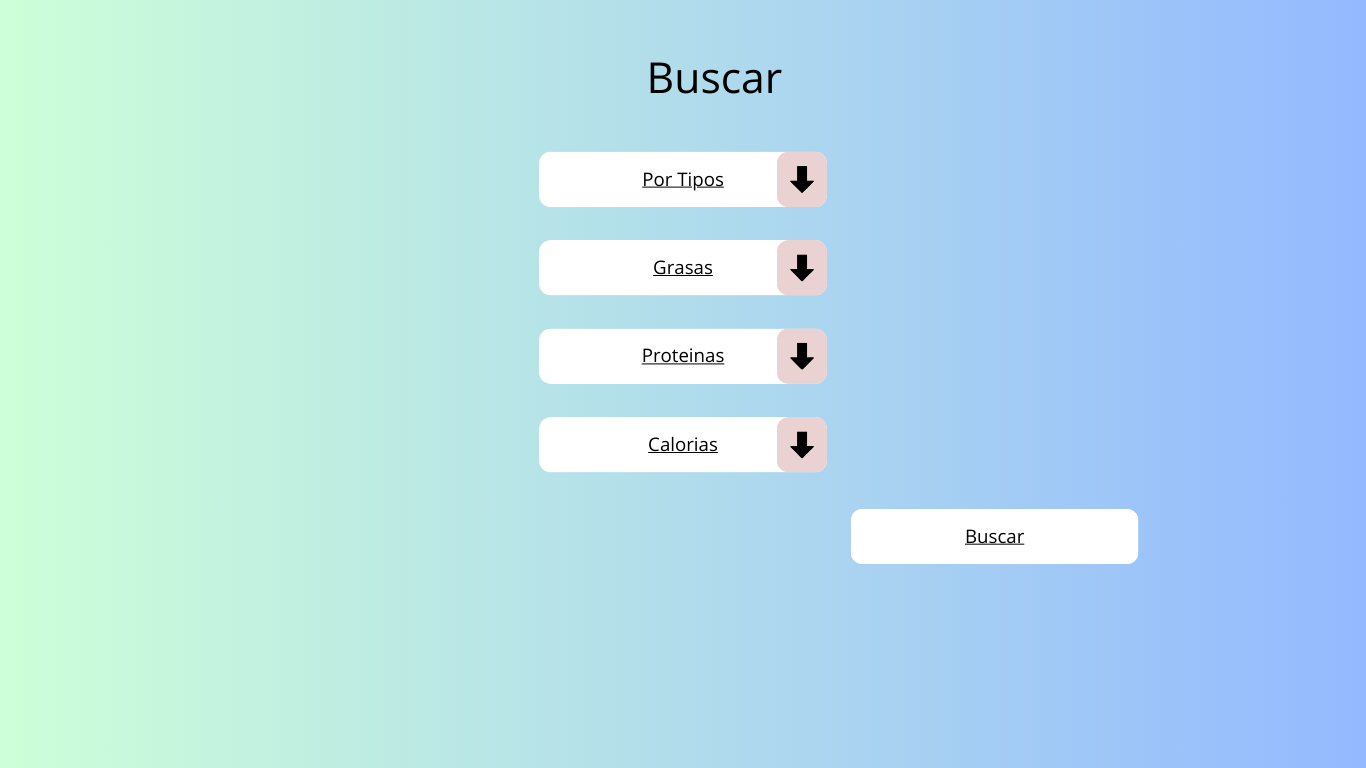 Buscar
Por Tipos
Grasas
Proteinas
Calorias
Buscar